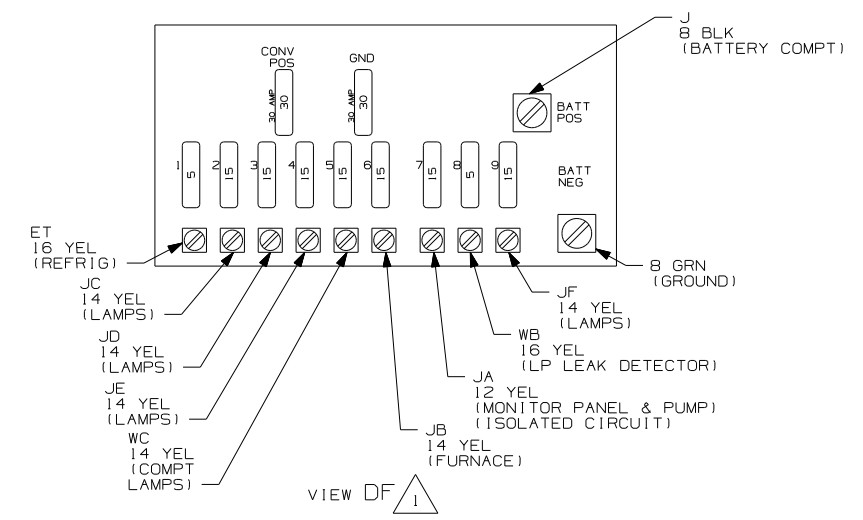 J
8 BLK
(BATTERY COMPT)
CONV
POS
GND
30 AMP
30
30 AMP
30
BATT
POS
1
5
2
15
3
15
4
15
5
15
6
15
7
15
8
5
9
15
BATT
NEG
ET
16 YEL
(REFRIG)
8 GRN
(GROUND)
JC
14 YEL
(LAMPS)
JF
14 YEL
(LAMPS)
JD
14 YEL
(LAMPS)
WB
16 YEL
(LP LEAK DETECTOR)
JE
14 YEL
(LAMPS)
JA
12 YEL
(MONITOR PANEL & PUMP)
(ISOLATED CIRCUIT)
WC
14 YEL
(COMPT
LAMPS)
JB
14 YEL
(FURNACE)
VIEW DF
1